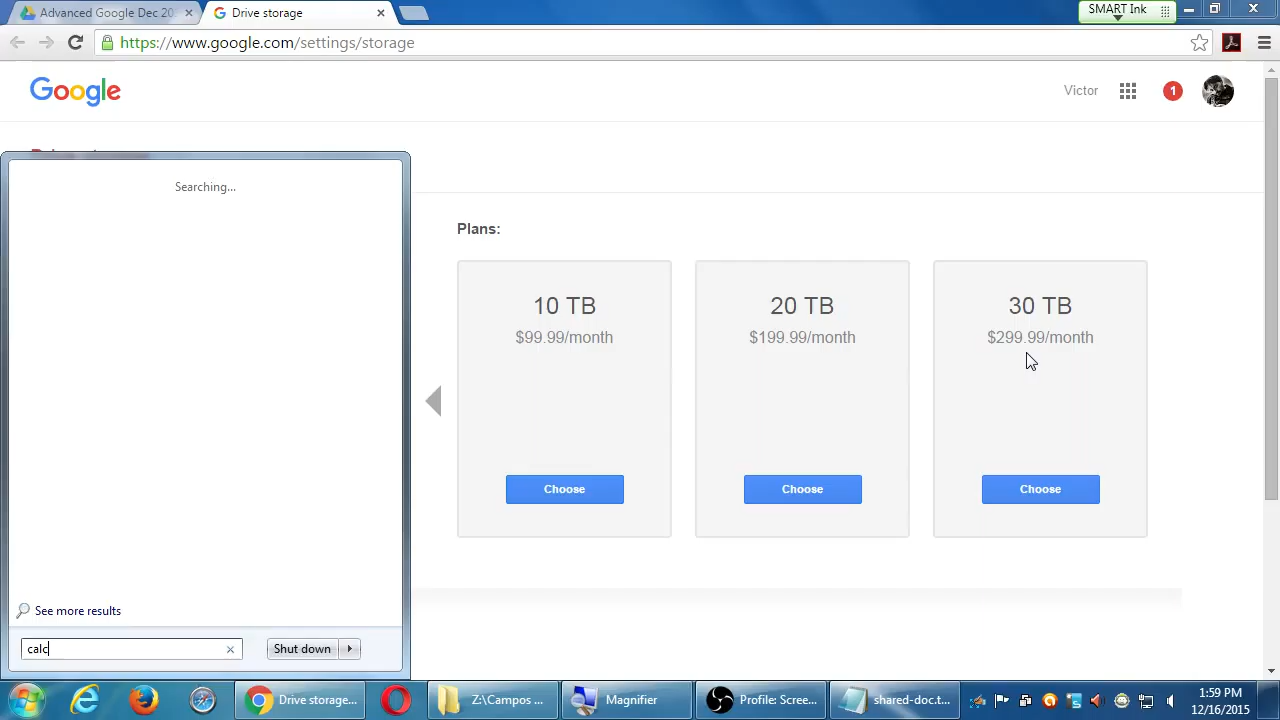 Advanced Google Dec 20
Drive storage
SMART Ink
https://www.google.com/settings/storage
Google
Victor
1
Drive storage
Searching...
Plans:
10 TB
$99.99/month
Choose
20 TB
$199.99/month
Choose
30 TB
$299.99/month
Choose
See more results
calc
Shut down
Drive storage...
Z:\Campos ...
Magnifier
Profile: Scree...
shared-doc.t...
1:59 PM
12/16/2015